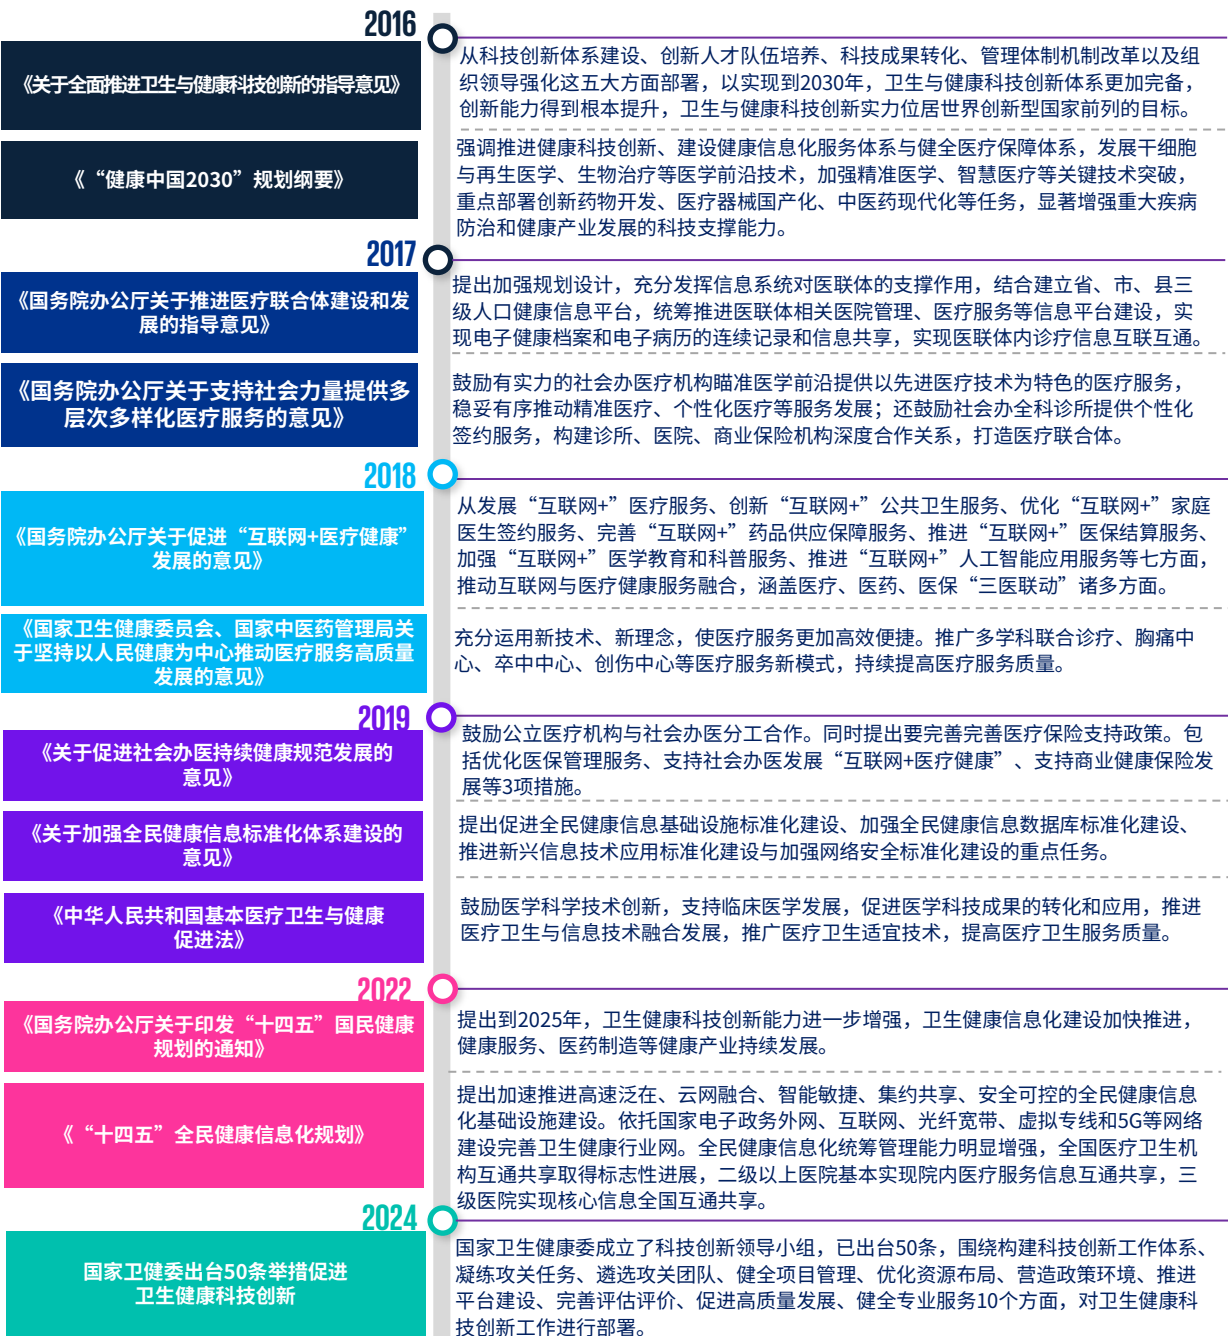 2016
《关于全面推进卫生与健康科技创新的指导意见》
从科技创新体系建设、创新人才队伍培养、科技成果转化、管理体制机制改革以及组
织领导强化这五大方面部署，以实现到2030年，卫生与健康科技创新体系更加完备，
创新能力得到根本提升，卫生与健康科技创新实力位居世界创新型国家前列的目标。
《“健康中国2030”规划纲要》
强调推进健康科技创新、建设健康信息化服务体系与健全医疗保障体系，发展干细胞
与再生医学、生物治疗等医学前沿技术，加强精准医学、智慧医疗等关键技术突破，
重点部署创新药物开发、医疗器械国产化、中医药现代化等任务，显著增强重大疾病
防治和健康产业发展的科技支撑能力。
2017
《国务院办公厅关于推进医疗联合体建设和发
展的指导意见》
提出加强规划设计，充分发挥信息系统对医联体的支撑作用，结合建立省、市、县三
级人口健康信息平台，统筹推进医联体相关医院管理、医疗服务等信息平台建设，实
现电子健康档案和电子病历的连续记录和信息共享，实现医联体内诊疗信息互联互通。
《国务院办公厅关于支持社会力量提供多
层次多样化医疗服务的意见》
鼓励有实力的社会办医疗机构瞄准医学前沿提供以先进医疗技术为特色的医疗服务，
稳妥有序推动精准医疗、个性化医疗等服务发展；还鼓励社会办全科诊所提供个性化
签约服务，构建诊所、医院、商业保险机构深度合作关系，打造医疗联合体。
2018
《国务院办公厅关于促进“互联网+医疗健康”
发展的意见》
从发展“互联网+”医疗服务、创新“互联网+”公共卫生服务、优化“互联网+”家庭
医生签约服务、完善“互联网+”药品供应保障服务、推进“互联网+”医保结算服务、
加强“互联网+”医学教育和科普服务、推进“互联网+”人工智能应用服务等七方面，
推动互联网与医疗健康服务融合，涵盖医疗、医药、医保“三医联动”诸多方面。
《国家卫生健康委员会、国家中医药管理局关
于坚持以人民健康为中心推动医疗服务高质量
发展的意见》
充分运用新技术、新理念，使医疗服务更加高效便捷。推广多学科联合诊疗、胸痛中
心、卒中中心、创伤中心等医疗服务新模式，持续提高医疗服务质量。
2019
《关于促进社会办医持续健康规范发展的
意见》
鼓励公立医疗机构与社会办医分工合作。同时提出要完善完善医疗保险支持政策。包
括优化医保管理服务、支持社会办医发展“互联网+医疗健康”、支持商业健康保险发
展等3项措施。
《关于加强全民健康信息标准化体系建设的
意见》
提出促进全民健康信息基础设施标准化建设、加强全民健康信息数据库标准化建设、
推进新兴信息技术应用标准化建设与加强网络安全标准化建设的重点任务。
《中华人民共和国基本医疗卫生与健康
促进法》
鼓励医学科学技术创新，支持临床医学发展，促进医学科技成果的转化和应用，推进
医疗卫生与信息技术融合发展，推广医疗卫生适宜技术，提高医疗卫生服务质量。
2022
《国务院办公厅关于印发“十四五”国民健康
规划的通知》
提出到2025年，卫生健康科技创新能力进一步增强，卫生健康信息化建设加快推进，
健康服务、医药制造等健康产业持续发展。
《“十四五”全民健康信息化规划》
提出加速推进高速泛在、云网融合、智能敏捷、集约共享、安全可控的全民健康信息
化基础设施建设。依托国家电子政务外网、互联网、光纤宽带、虚拟专线和5G等网络
建设完善卫生健康行业网。全民健康信息化统筹管理能力明显增强，全国医疗卫生机
构互通共享取得标志性进展，二级以上医院基本实现院内医疗服务信息互通共享，三
级医院实现核心信息全国互通共享。
2024
国家卫健委出台50条举措促进
卫生健康科技创新
国家卫生健康委成立了科技创新领导小组，已出台50条，围绕构建科技创新工作体系、
凝练攻关任务、遴选攻关团队、健全项目管理、优化资源布局、营造政策环境、推进
平台建设、完善评估评价、促进高质量发展、健全专业服务10个方面，对卫生健康科
技创新工作进行部署。